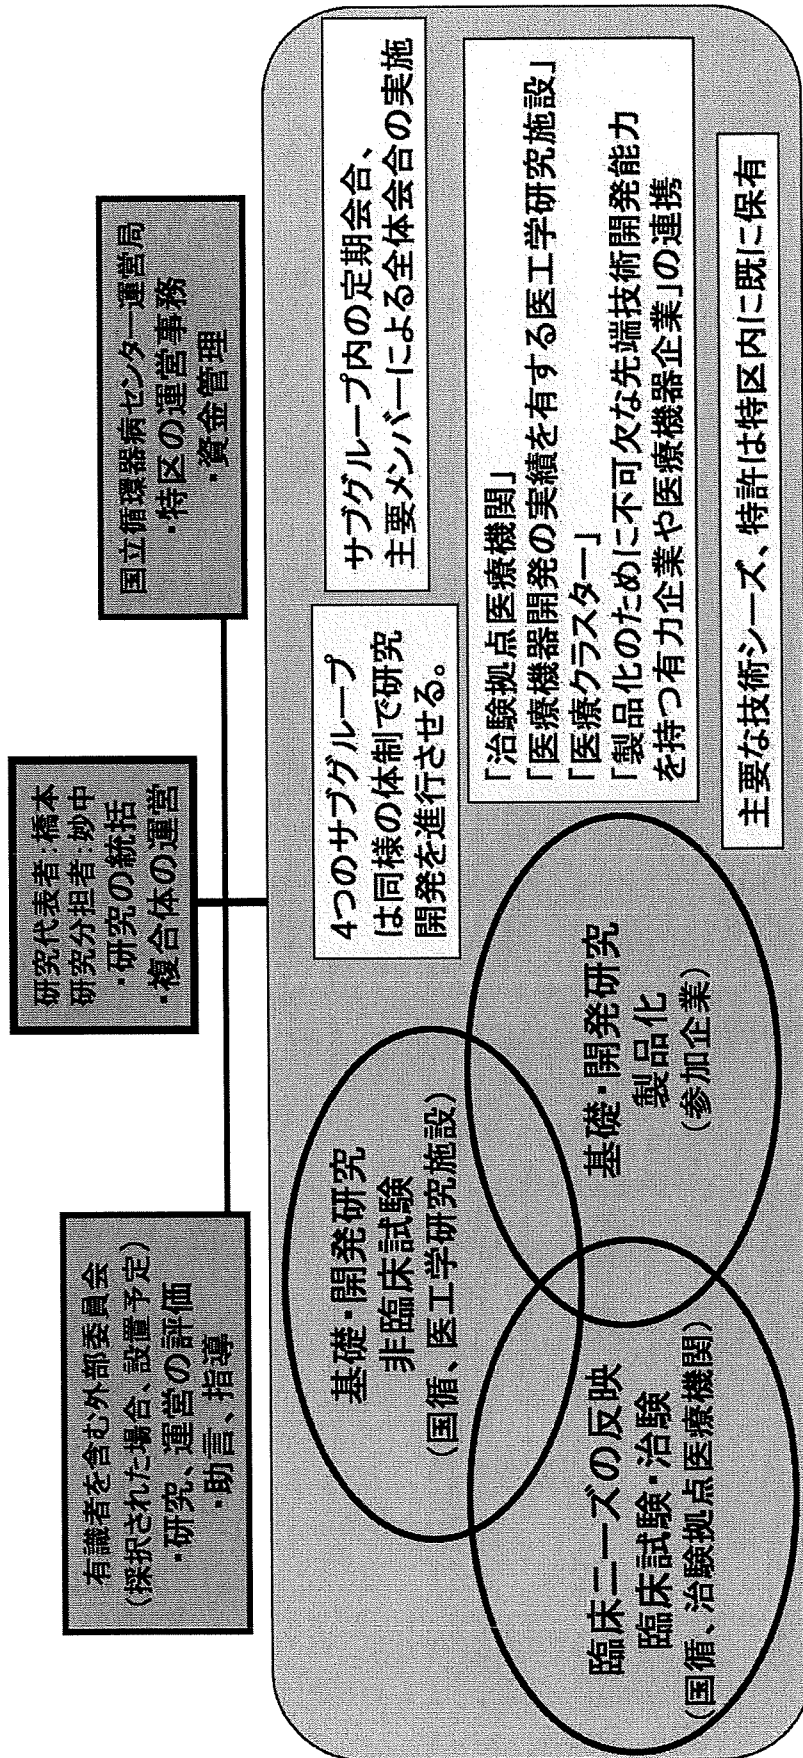 研究代表者:橋本
研究分担者:妙中
・研究の統括
・複合体の運営
有識者を含む外部委員会
(採択された場合、設置予定)
・研究、運営の評価
・助言、指導
国立循環器病センター運営局
・特区の運営事務
・資金管理
基礎・開発研究
非臨床試験
(国循、医工学研究施設)
臨床ニーズの反映
臨床試験・治験
(国循、治験拠点医療機関)
基礎・開発研究
製品化
(参加企業)
4つのサブグループ
は同様の体制で研究
開発を進行させる。
サブグループ内の定期会合、
主要メンバーによる全体会合の実施
「治験拠点医療機関」
「医療機器開発の実績を有する医工学研究施設」
「医療クラスター」
「製品化のために不可欠な先端技術開発能力
を持つ有力企業や医療機器企業」の連携
主要な技術シーズ、特許は特区内に既に保有